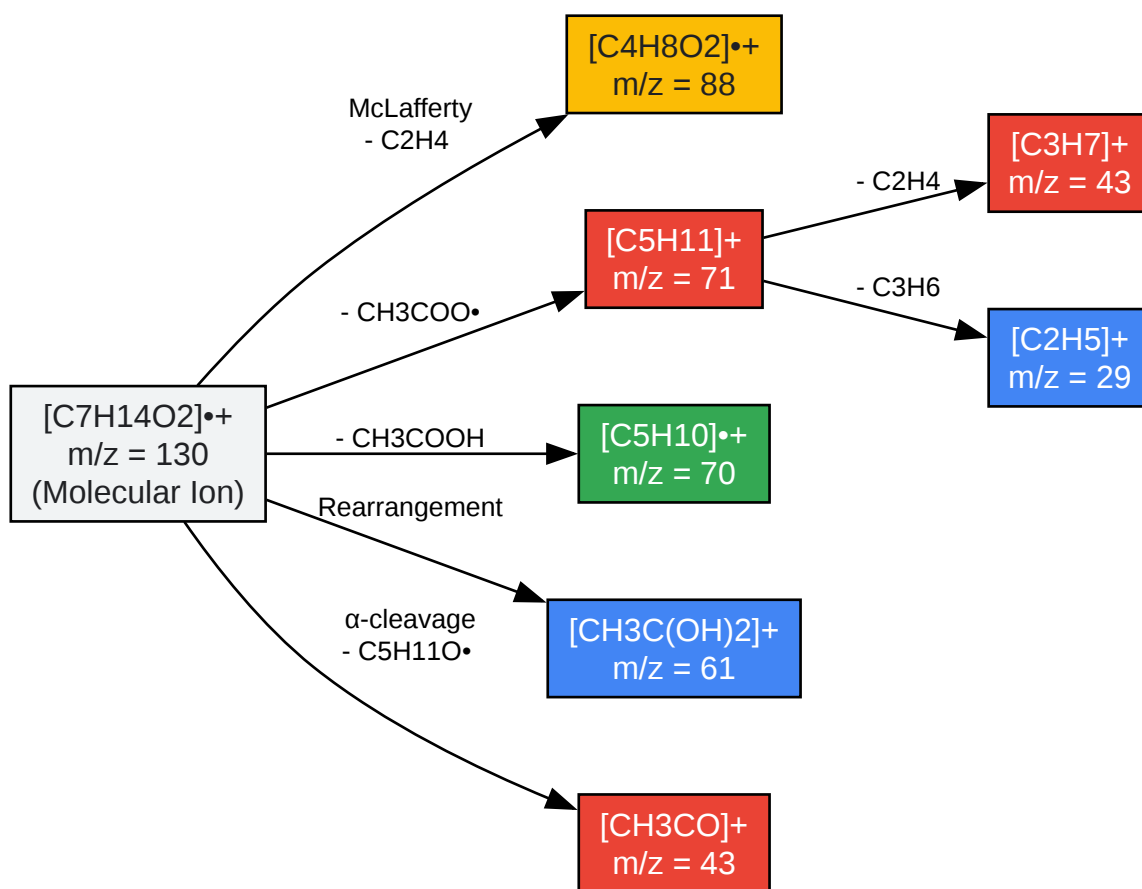 [C4H8O2]•+
m/z = 88
McLafferty
- C2H4
[C3H7]+
m/z = 43
- C2H4
[C5H11]+
m/z = 71
- C3H6
- CH3COO•
[C2H5]+
m/z = 29
[C7H14O2]•+
m/z = 130
(Molecular Ion)
- CH3COOH
[C5H10]•+
m/z = 70
Rearrangement
α-cleavage
- C5H11O•
[CH3C(OH)2]+
m/z = 61
[CH3CO]+
m/z = 43